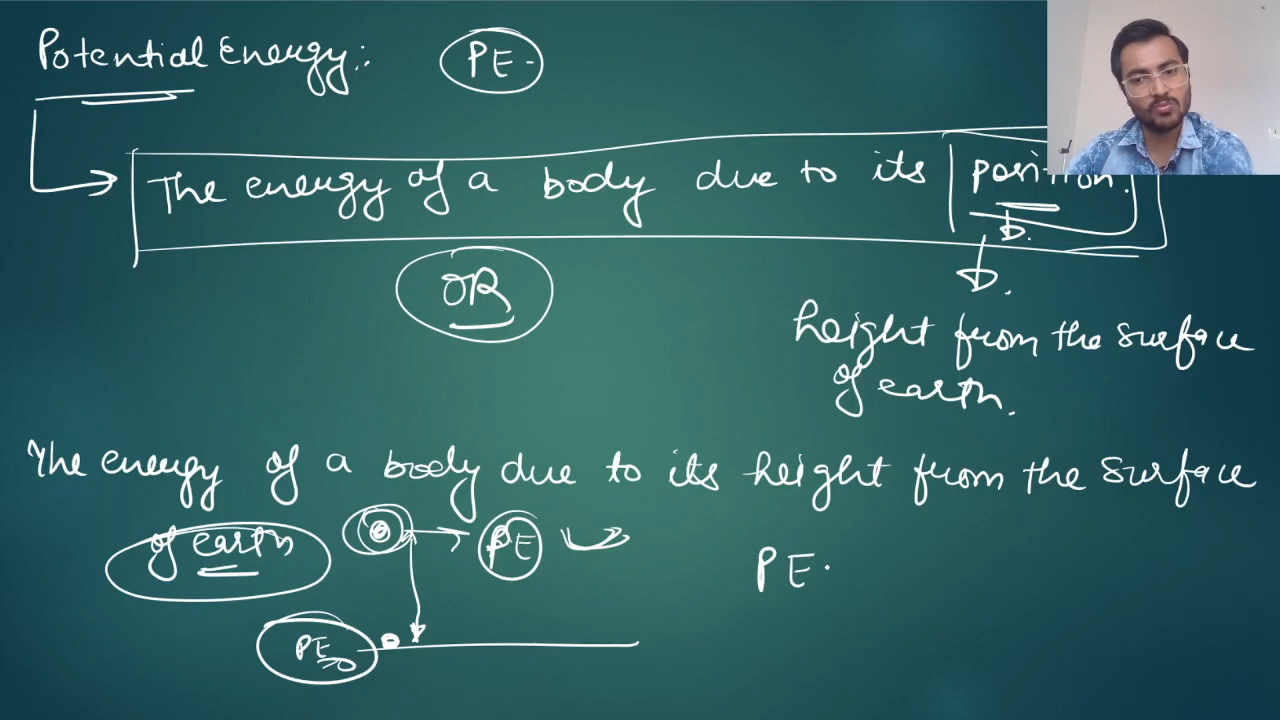 Potential Energy:
PE.
The energy of a body due to its position.
OR
height from the surface
of earth.
The energy of a body due to its height from the surface
of earth
PE
PE.
PE=0